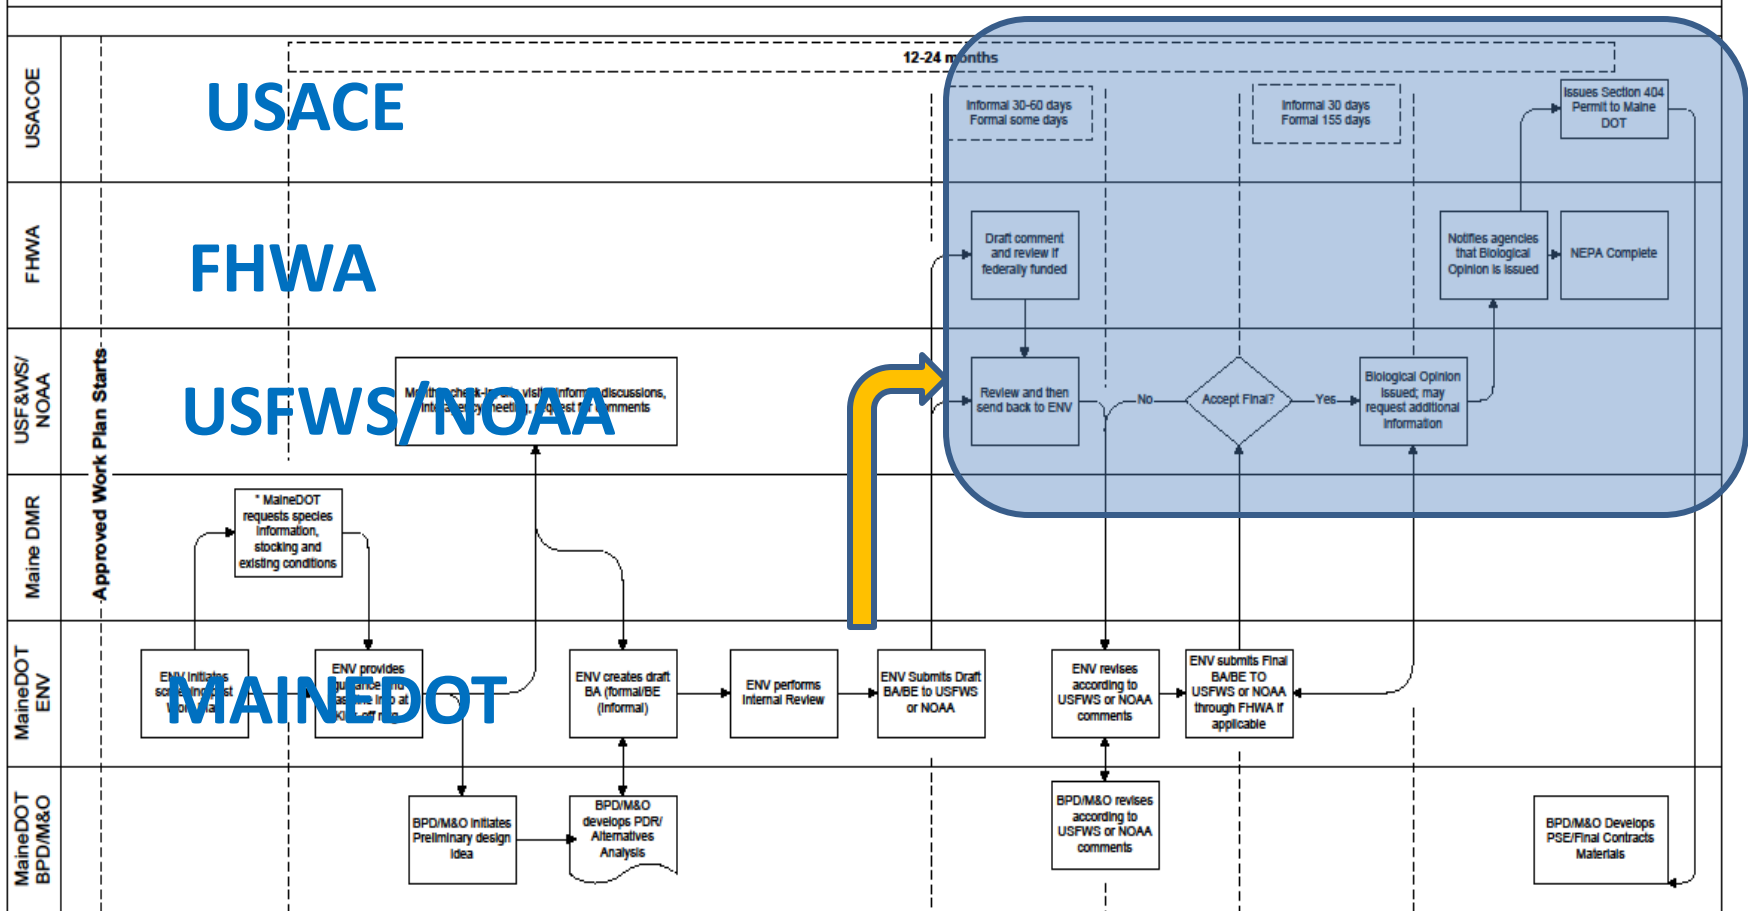 12-24 months
USACOE
USACE
Informal 30-60 days
Formal some days
Informal 30 days
Formal 155 days
Issues Section 404
Permit to Maine
DOT
FHWA
FHWA
Draft comment
and review if
federally funded
Notifies agencies
that Biological
Opinion is issued
NEPA Complete
USF&WS/
NOAA
Approved Work Plan Starts
USFWS/NOAA
discussions,
Review and then
send back to ENV
No
Accept Final?
Yes
Biological Opinion
Issued; may
request additional
information
Maine DMR
* MaineDOT
requests species
information,
stocking and
existing conditions
MaineDOT
ENV
MAINEDOT
ENV initiates
ENV provides
ENV creates draft
BA (formal/BE
(informal)
ENV performs
Internal Review
ENV Submits Draft
BA/BE to USFWS
or NOAA
ENV revises
according to
USFWS or NOAA
comments
ENV submits Final
BA/BE TO
USFWS or NOAA
through FHWA if
applicable
MaineDOT
BPD/M&O
BPD/M&O initiates
Preliminary design
idea
BPD/M&O
develops PDR/
Alternatives
Analysis
BPD/M&O revises
according to
USFWS or NOAA
comments
BPD/M&O Develops
PSE/Final Contracts
Materials